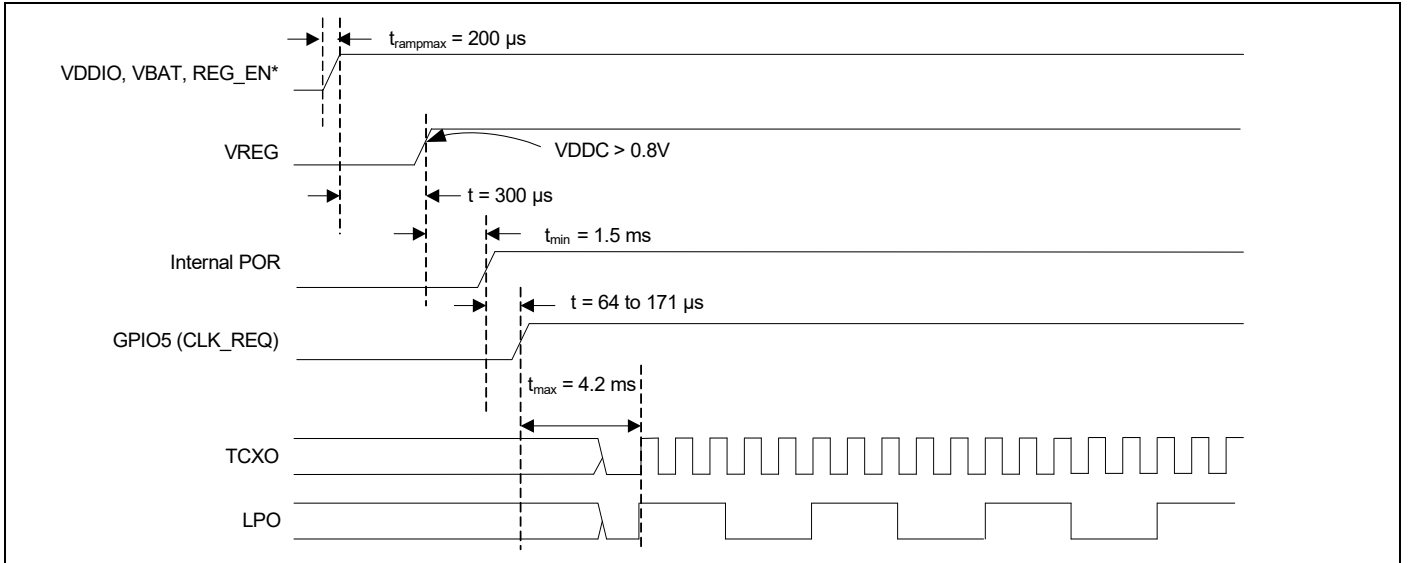 t_rampmax = 200 µs
VDDIO, VBAT, REG_EN*
VREG
VDDC > 0.8V
t = 300 µs
t_min = 1.5 ms
Internal POR
t = 64 to 171 µs
GPIO5 (CLK_REQ)
t_max = 4.2 ms
TCXO
LPO